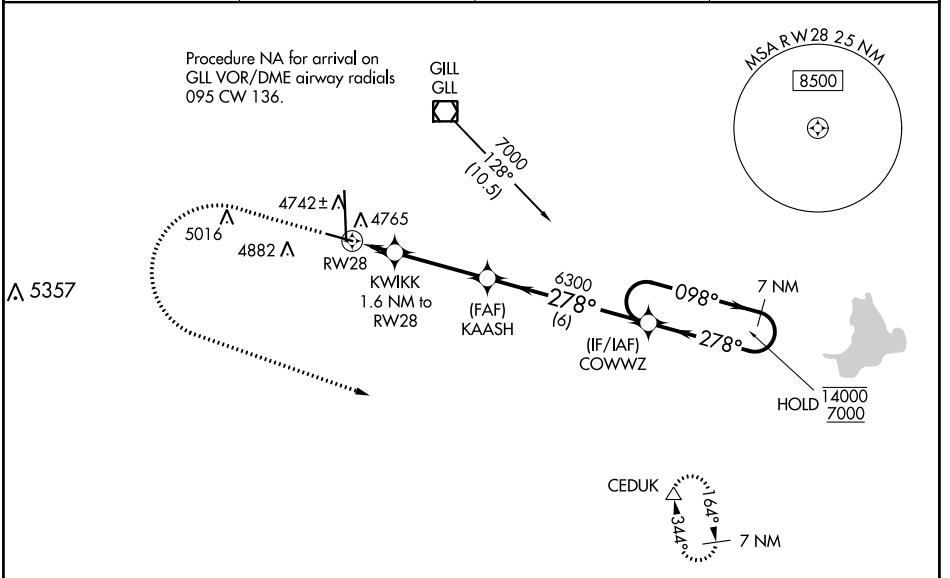 Procedure NA for arrival on
GLL VOR/DME airway radials
095 CW 136.
GILL
GLL
MSA RW28 25 NM
8500
7000
128°
(10.5)
4742±
4765
5016
4882
RW28
5357
KWIKK
1.6 NM to
RW28
(FAF)
KAASH
6300
278°
(6)
(IF/IAF)
COWWZ
098°
278°
7 NM
HOLD
14000
7000
CEDUK
164°
344°
7 NM